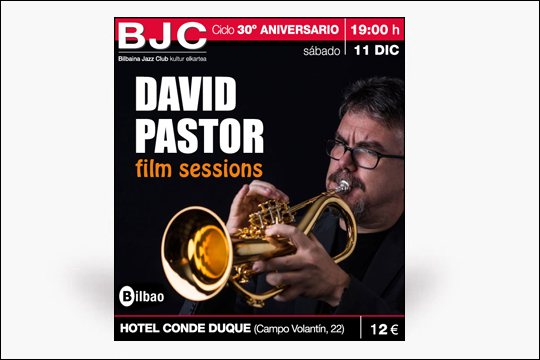 BJC
Ciclo 30º ANIVERSARIO
19:00 h
Bilbaina Jazz Club kultur elkartea
sábado
11 DIC
DAVID
PASTOR
film sessions
Bilbao
HOTEL CONDE DUQUE (Campo Volantín, 22)
12 €